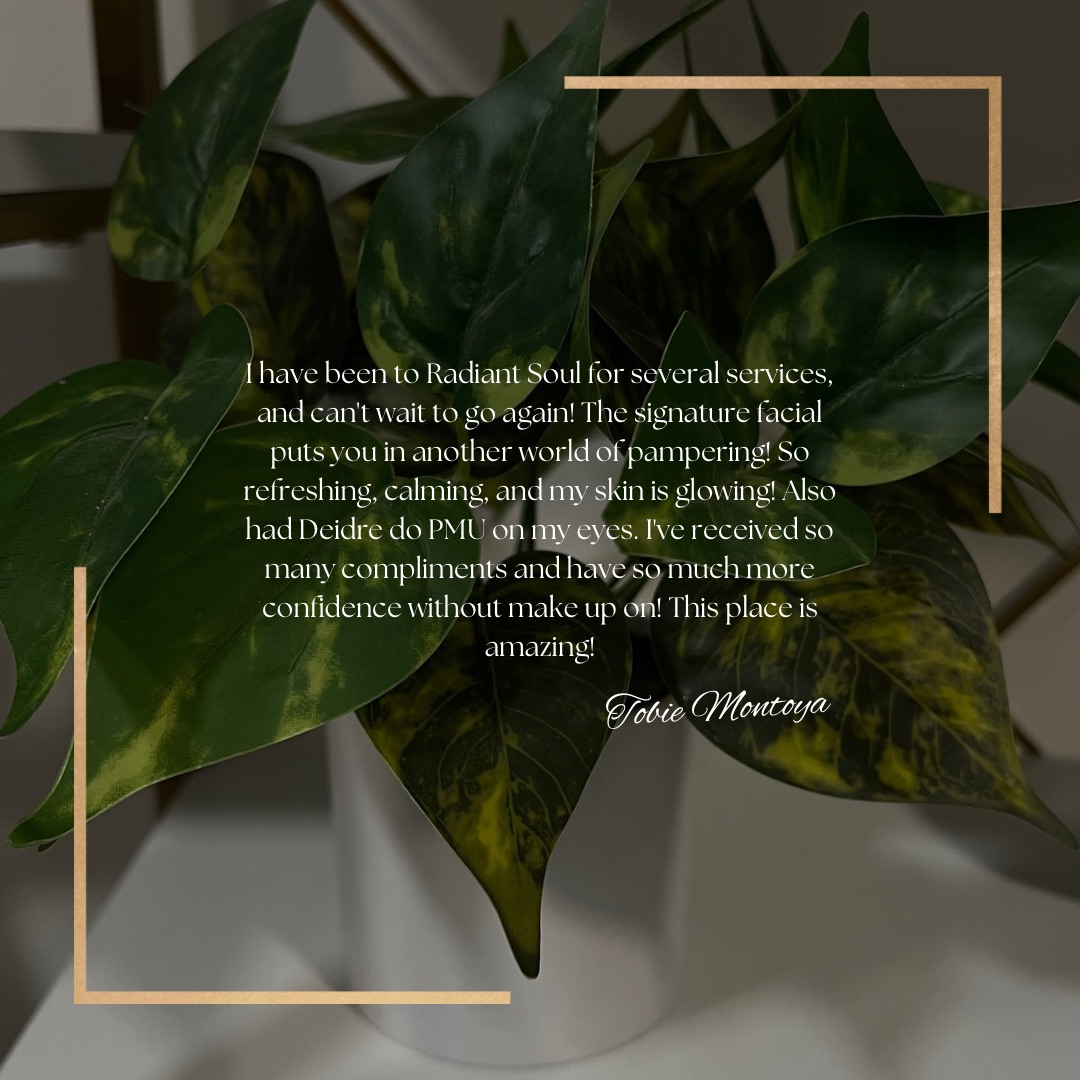 I have been to Radiant Soul for several services,
and can't wait to go again! The signature facial
puts you in another world of pampering! So
refreshing, calming, and my skin is glowing! Also
had Deidre do PMU on my eyes. I've received so
many compliments and have so much more
confidence without make up on! This place is
amazing!
Tobie Montoya